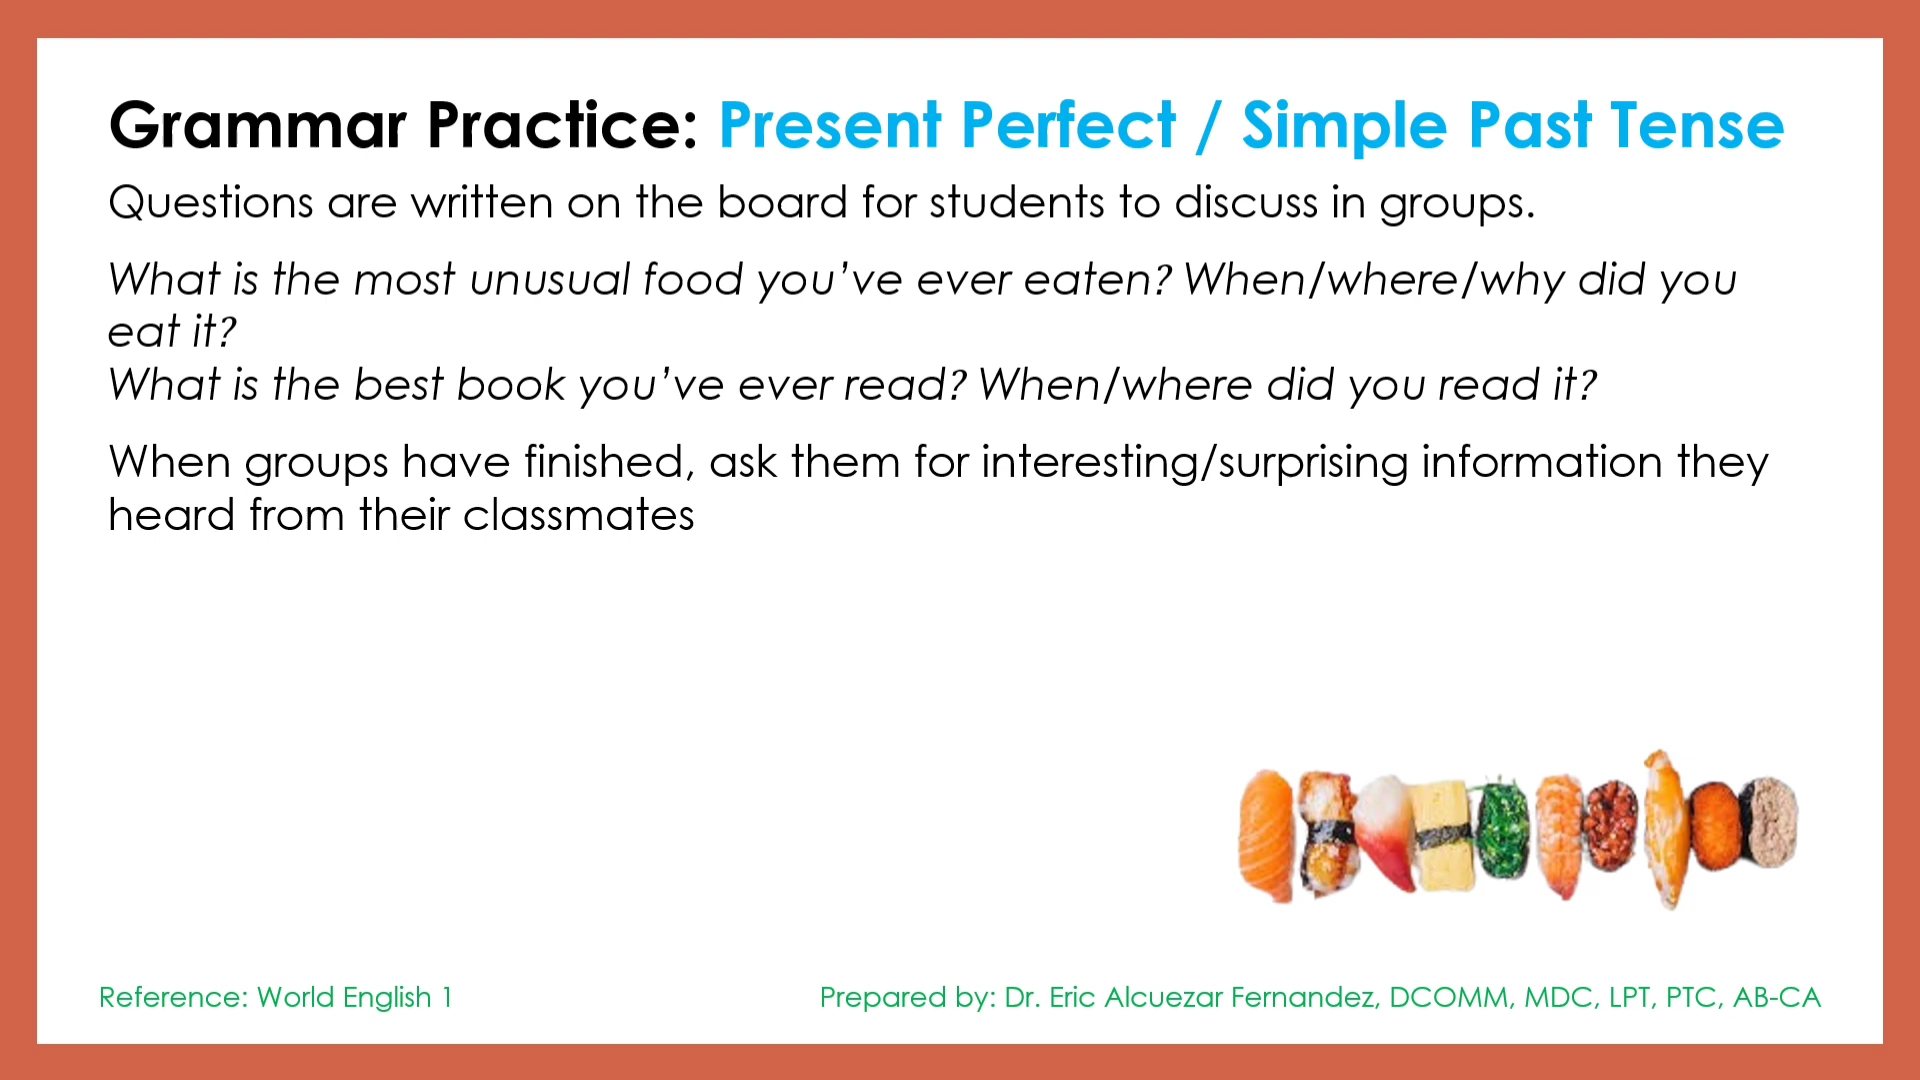 Grammar Practice: Present Perfect / Simple Past Tense
Questions are written on the board for students to discuss in groups.
What is the most unusual food you’ve ever eaten? When/where/why did you
eat it?
What is the best book you’ve ever read? When/where did you read it?
When groups have finished, ask them for interesting/surprising information they
heard from their classmates
Reference: World English 1
Prepared by: Dr. Eric Alcuezar Fernandez, DCOMM, MDC, LPT, PTC, AB-CA